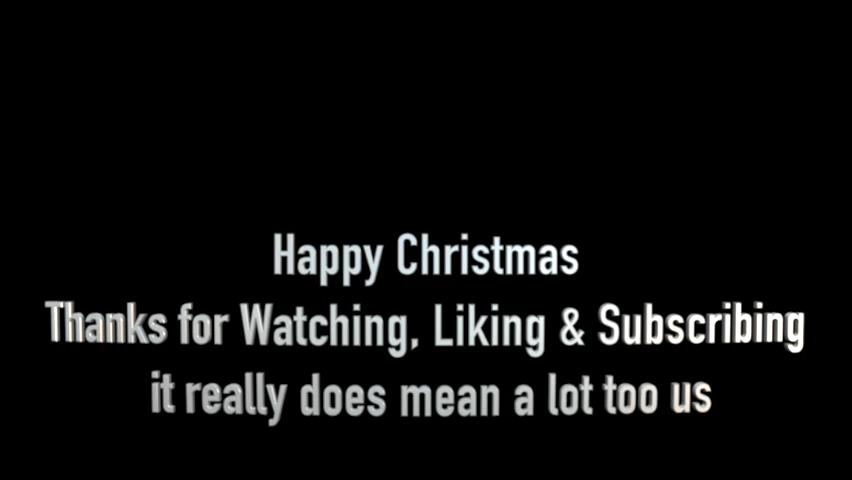 Happy Christmas
Thanks for Watching, Liking & Subscribing
it really does mean a lot too us